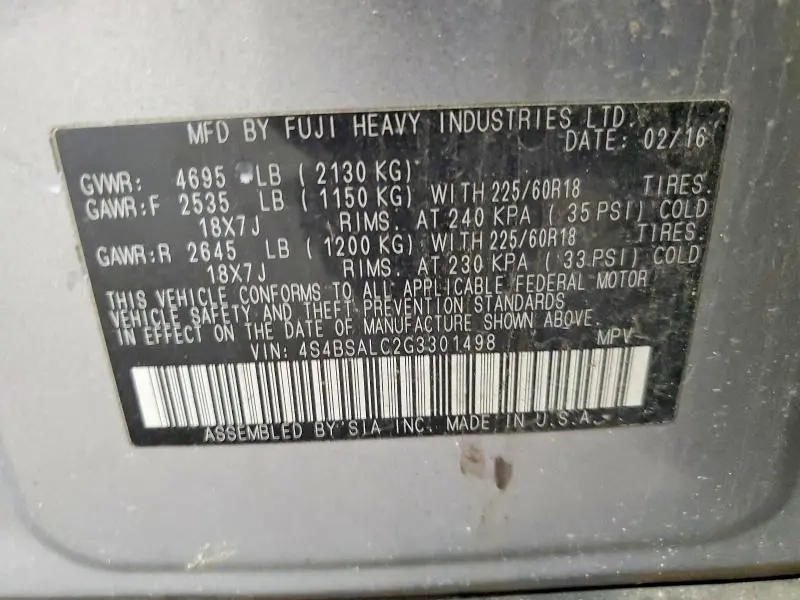 MFD BY FUJI HEAVY INDUSTRIES LTD.
DATE: 02/16
GVWR: 4695 LB ( 2130 KG)
GAWR:F 2535 LB ( 1150 KG) WITH 225/60R18 TIRES.
18X7J RIMS. AT 240 KPA ( 35 PSI) COLD
GAWR:R 2645 LB ( 1200 KG) WITH 225/60R18 TIRES.
18X7J RIMS. AT 230 KPA ( 33 PSI) COLD
THIS VEHICLE CONFORMS TO ALL APPLICABLE FEDERAL MOTOR
VEHICLE SAFETY AND THEFT PREVENTION STANDARDS
IN EFFECT ON THE DATE OF MANUFACTURE SHOWN ABOVE.
VIN: 4S4BSALC2G3301498 MPV
ASSEMBLED BY SIA INC. MADE IN U.S.A.